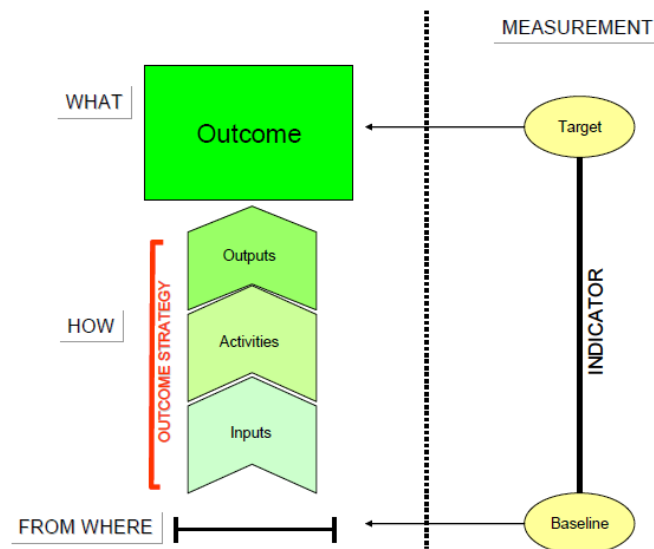 MEASUREMENT
WHAT
Outcome
Target
Outputs
HOW
OUTCOME STRATEGY
Activities
INDICATOR
Inputs
FROM WHERE
Baseline